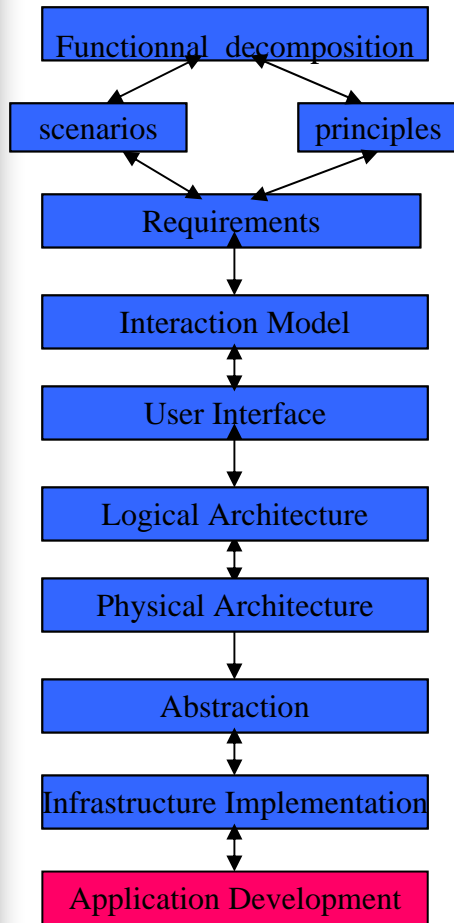 Functionnal decomposition
scenarios
principles
Requirements
Interaction Model
User Interface
Logical Architecture
Physical Architecture
Abstraction
Infrastructure Implementation
Application Development